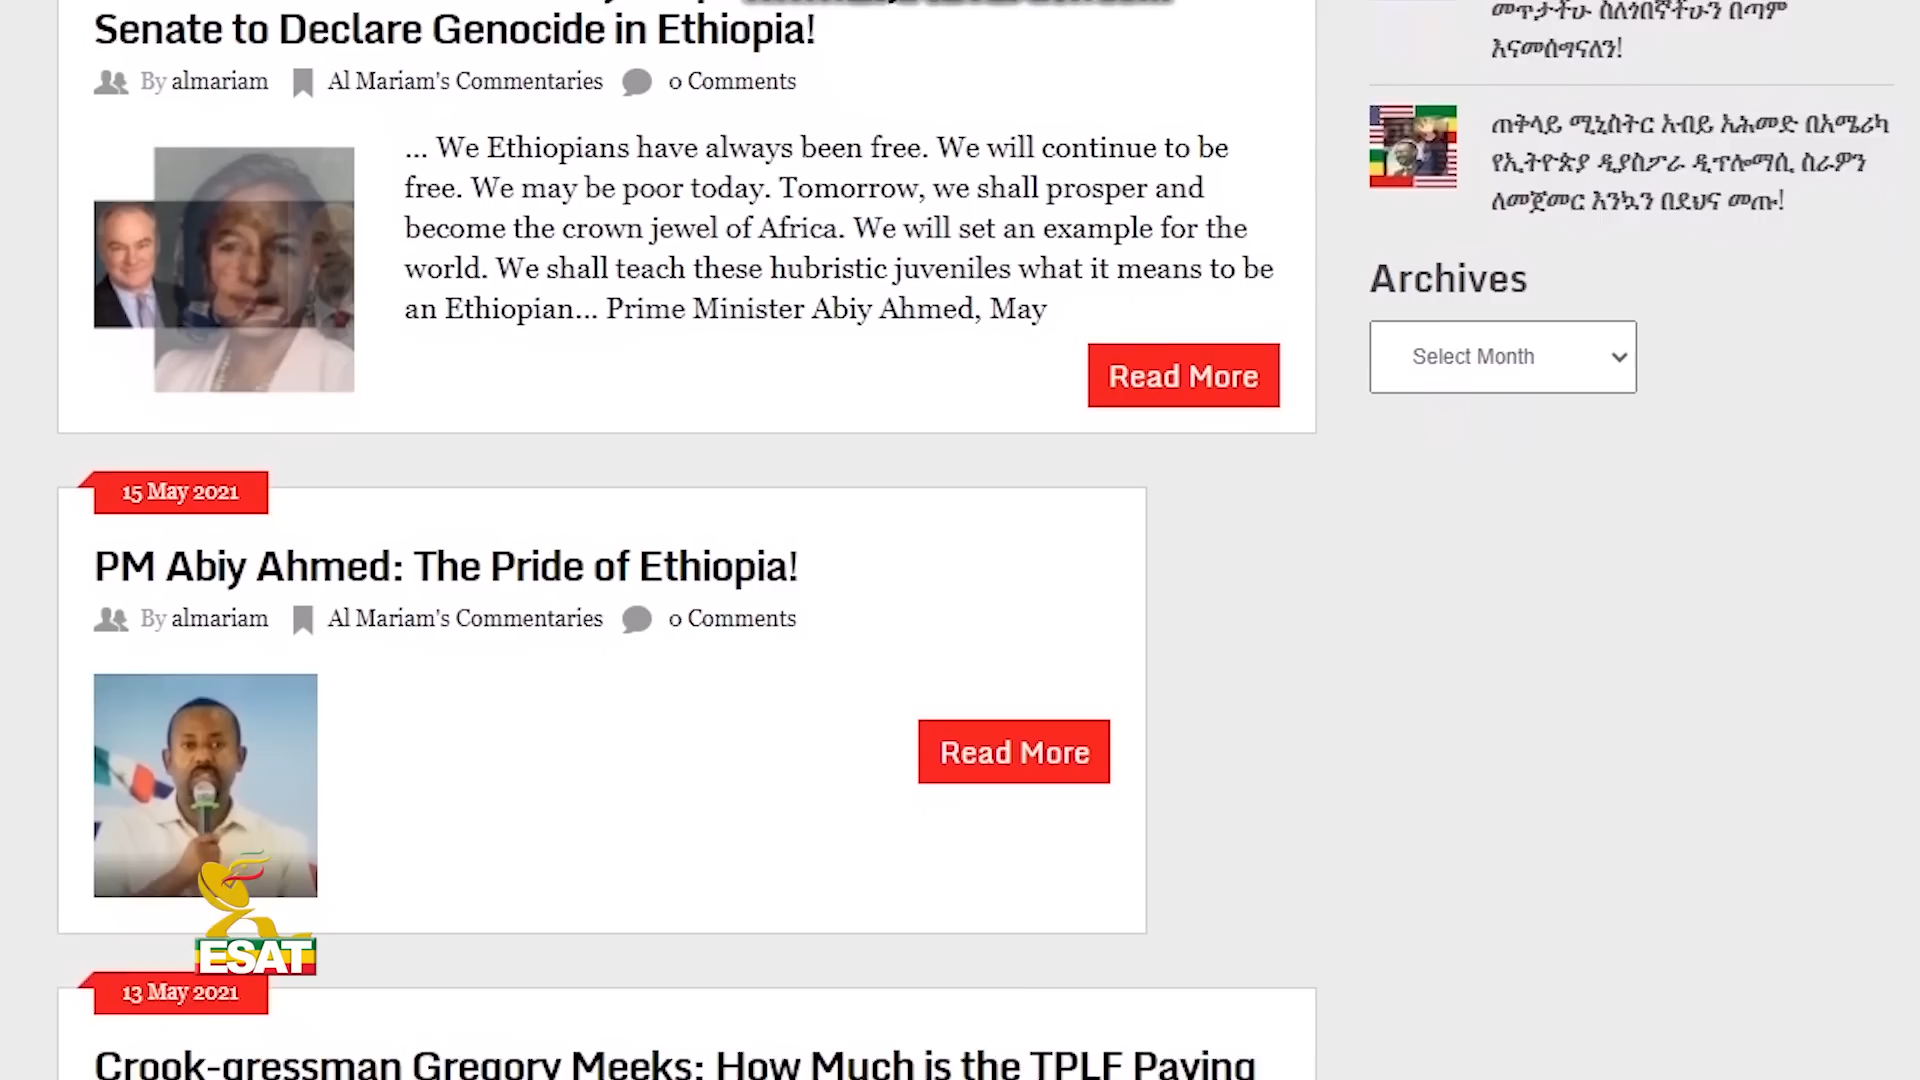 Senate to Declare Genocide in Ethiopia!
By almariam Al Mariam's Commentaries 0 Comments
... We Ethiopians have always been free. We will continue to be
free. We may be poor today. Tomorrow, we shall prosper and
become the crown jewel of Africa. We will set an example for the
world. We shall teach these hubristic juveniles what it means to be
an Ethiopian... Prime Minister Abiy Ahmed, May
Read More
15 May 2021
PM Abiy Ahmed: The Pride of Ethiopia!
By almariam Al Mariam's Commentaries 0 Comments
Read More
ESAT
13 May 2021
Crook-gressman Gregory Meeks: How Much is the TPLF Paying
መጥታችሁ ስለጎበኛችሁን በጣም
እናመሰግናለን!
ጠቅላይ ሚኒስትር አብይ አሕመድ በአሜሪካ
የኢትዮጵያ ዲያስፖራ ዲፕሎማሲ ስራዎን
ለመጀመር እንኳን በደህና መጡ!
Archives
Select Month